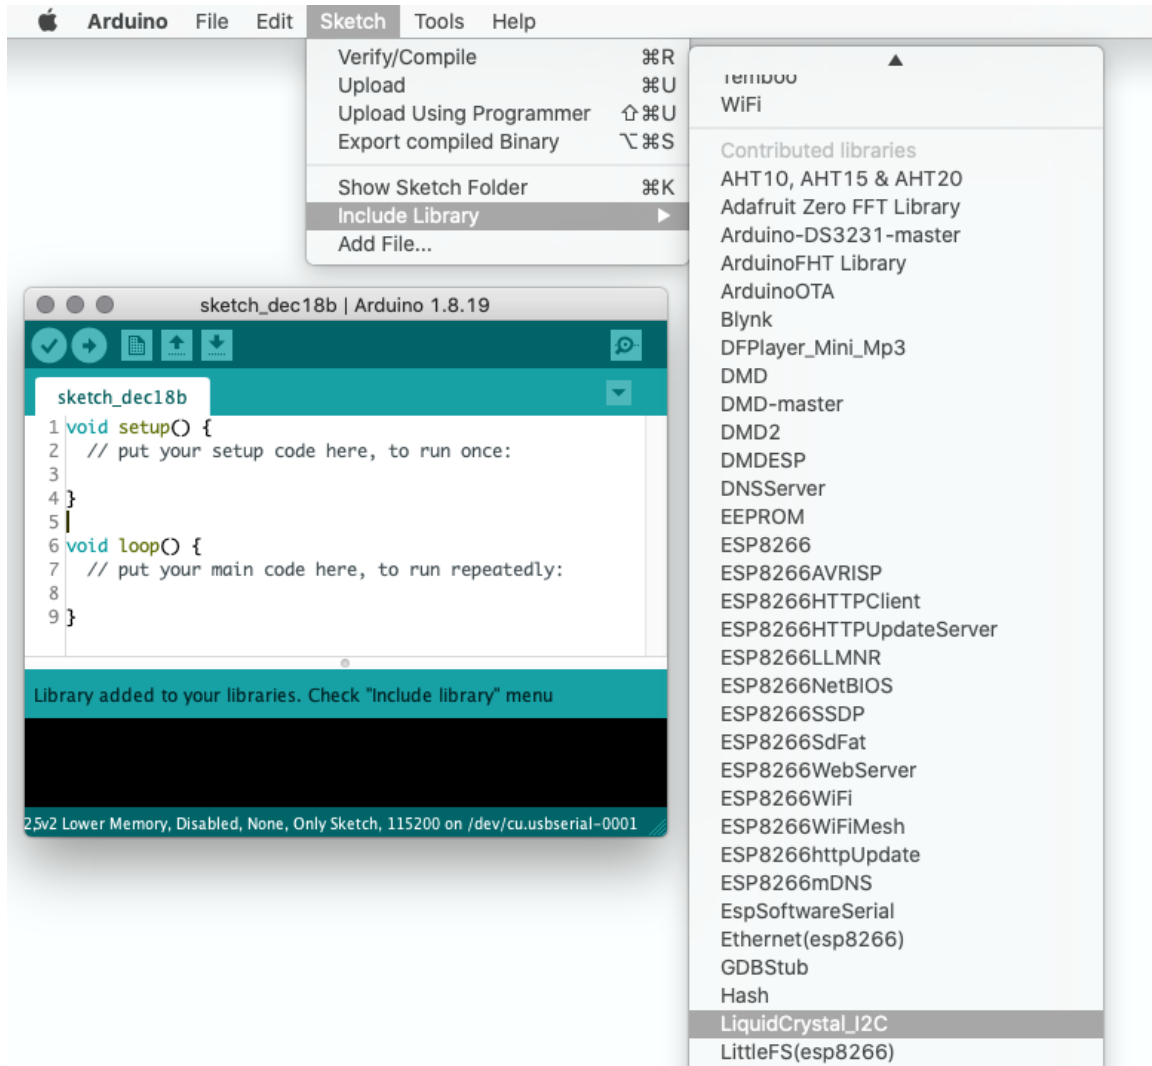 Arduino File Edit Sketch Tools Help
Verify/Compile ⌘R
Upload ⌘U
Upload Using Programmer ⇧⌘U
Export compiled Binary ⌥⌘S
Show Sketch Folder ⌘K
Include Library
Add File...
Temboo
WiFi
Contributed libraries
AHT10, AHT15 & AHT20
Adafruit Zero FFT Library
Arduino-DS3231-master
ArduinoFHT Library
ArduinoOTA
Blynk
DFPlayer_Mini_Mp3
DMD
DMD-master
DMD2
DMDESP
DNSServer
EEPROM
ESP8266
ESP8266AVRISP
ESP8266HTTPClient
ESP8266HTTPUpdateServer
ESP8266LLMNR
ESP8266NetBIOS
ESP8266SSDP
ESP8266SdFat
ESP8266WebServer
ESP8266WiFi
ESP8266WiFiMesh
ESP8266httpUpdate
ESP8266mDNS
EspSoftwareSerial
Ethernet(esp8266)
GDBStub
Hash
LiquidCrystal_I2C
LittleFS(esp8266)
sketch_dec18b | Arduino 1.8.19
sketch_dec18b
1 void setup() {
2 // put your setup code here, to run once:
3
4 }
5
6 void loop() {
7 // put your main code here, to run repeatedly:
8
9 }
Library added to your libraries. Check "Include library" menu
v2 Lower Memory, Disabled, None, Only Sketch, 115200 on /dev/cu.usbserial-0001